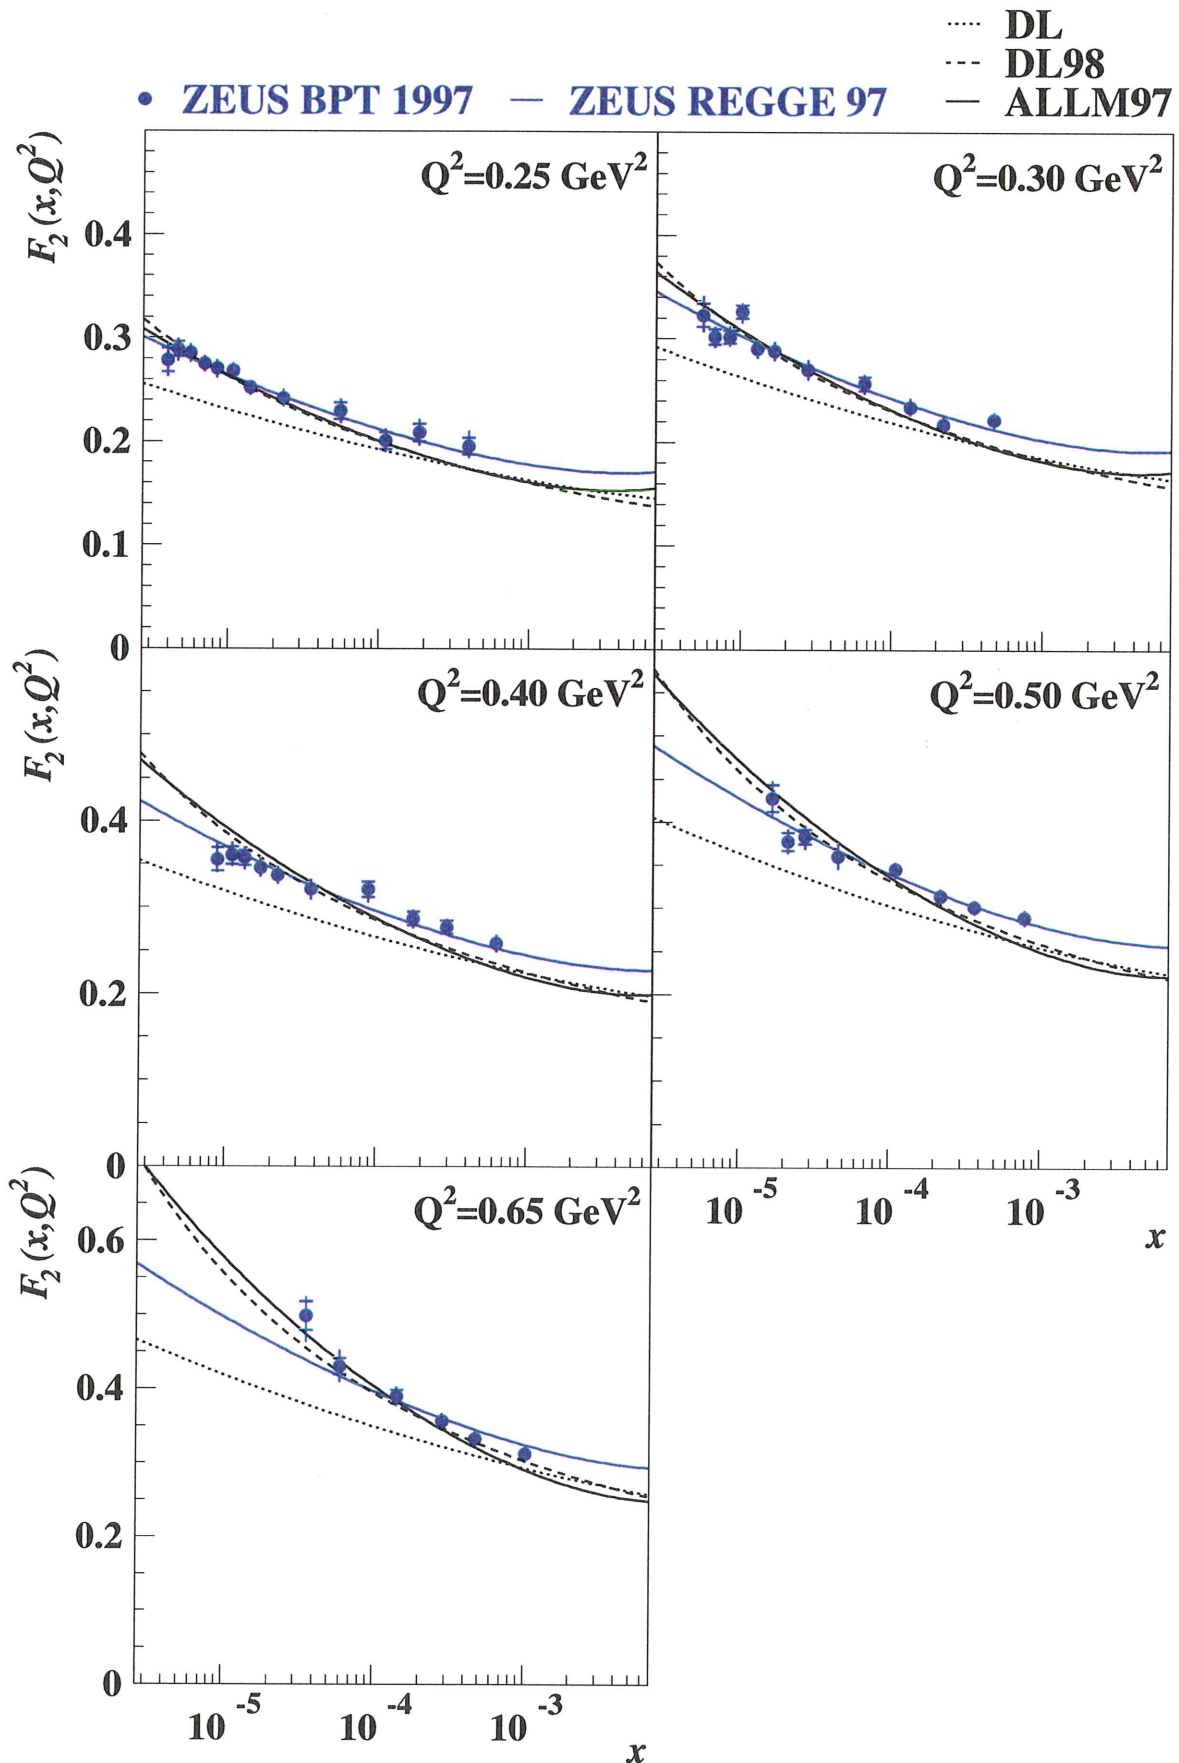 DL
DL98
ZEUS BPT 1997 ZEUS REGGE 97 ALLM97
F2(x,Q²)
Q²=0.25 GeV²
Q²=0.30 GeV²
0.4
0.3
0.2
0.1
0
F2(x,Q²)
Q²=0.40 GeV²
Q²=0.50 GeV²
0.4
0.2
0
10⁻⁵ 10⁻⁴ 10⁻³
x
F2(x,Q²)
Q²=0.65 GeV²
0.6
0.4
0.2
0
10⁻⁵ 10⁻⁴ 10⁻³
x